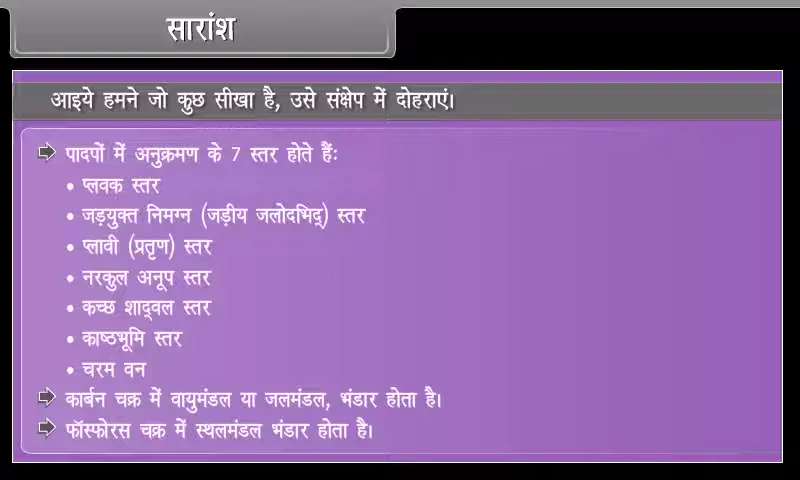 सारांश
आइये हमने जो कुछ सीखा है, उसे संक्षेप में दोहराएं।
पादपों में अनुक्रमण के 7 स्तर होते हैं:
• प्लवक स्तर
• जड़युक्त निमग्न (जड़ीय जलोदभिद्) स्तर
• प्लावी (प्रतृण) स्तर
• नरकुल अनूप स्तर
• कच्छ शाद्वल स्तर
• काष्ठभूमि स्तर
• चरम वन
कार्बन चक्र में वायुमंडल या जलमंडल, भंडार होता है।
फॉस्फोरस चक्र में स्थलमंडल भंडार होता है।